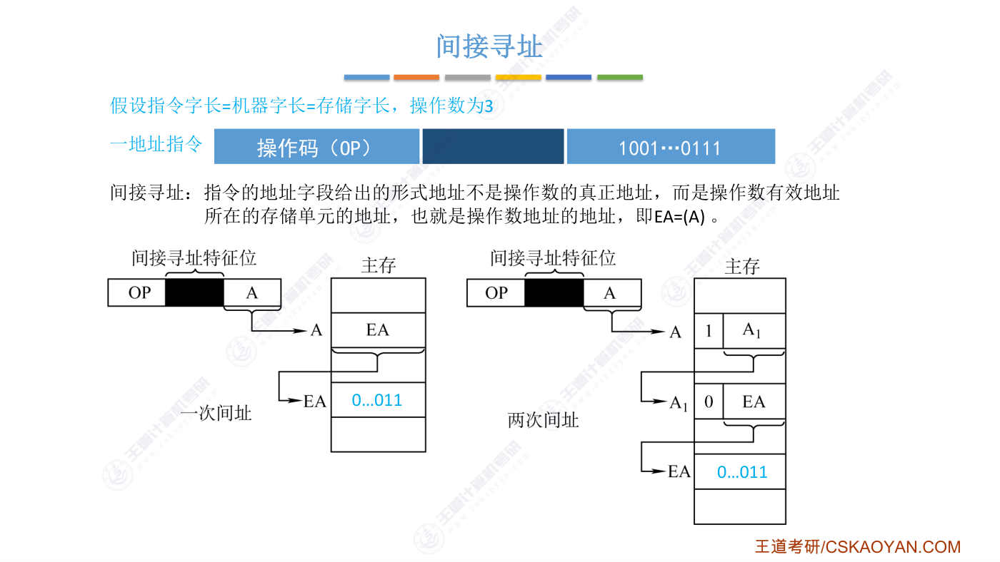 间接寻址
假设指令字长=机器字长=存储字长，操作数为3
一地址指令 操作码（OP） 1001…0111
间接寻址：指令的地址字段给出的形式地址不是操作数的真正地址，而是操作数有效地址
所在的存储单元的地址，也就是操作数地址的地址，即EA=(A) 。
间接寻址特征位
主存
OP A
A EA
EA 0…011
一次间址
间接寻址特征位
主存
OP A
A 1 A₁
A₁ 0 EA
EA 0…011
两次间址
王道考研/CSKAOYAN.COM